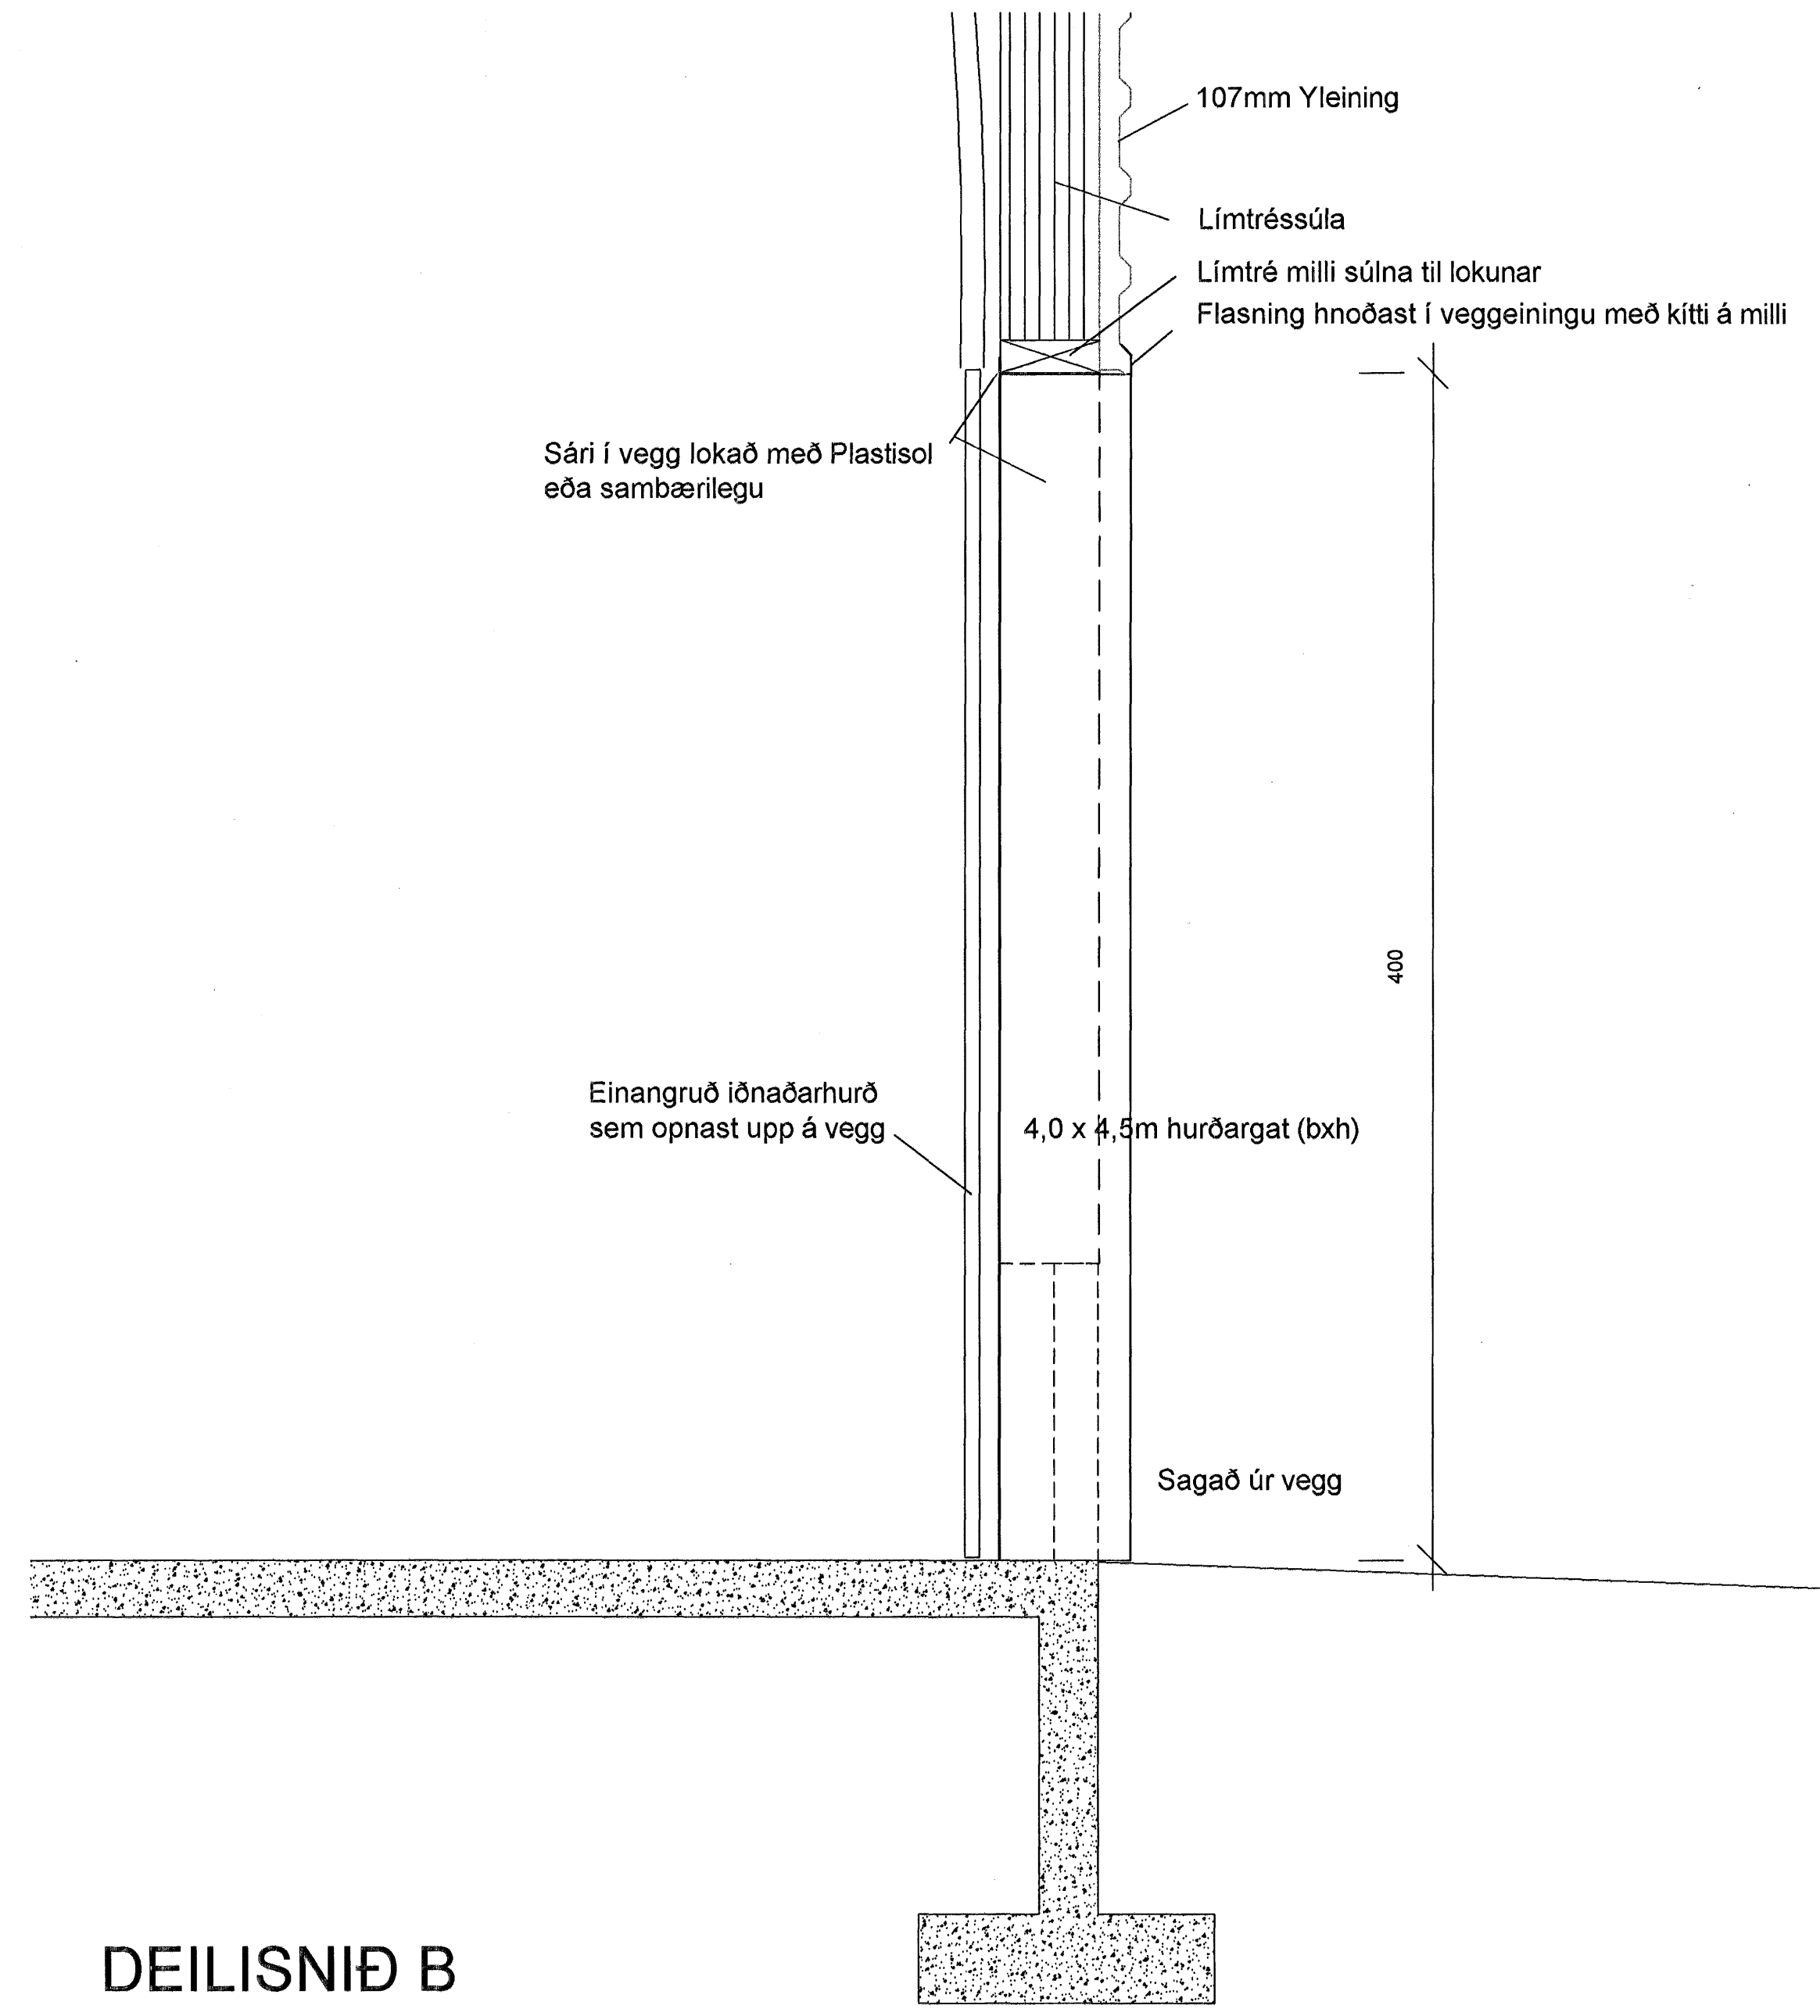 107mm Yleining
Límtréssúla
Límtré milli súlna til lokunar
Flasning hnoðast í veggeiningu með kítti á milli
Sári í vegg lokað með Plastisol
eða sambærilegu
400
Einangruð iðnaðarhurð
sem opnast upp á vegg
4,0 x 4,5m hurðargat (bxh)
Sagað úr vegg
DEILISNIÐ B